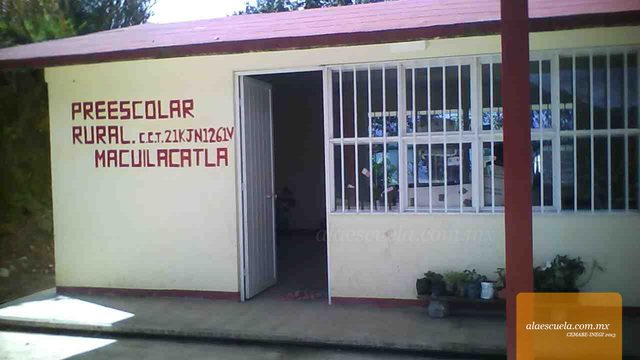 PREESCOLAR
RURAL. C.C.T. 21KJN1261V
MACUILACATLA
alaescuela.com.mx
alaescuela.com.mx
CEMABE-INEGI 2013